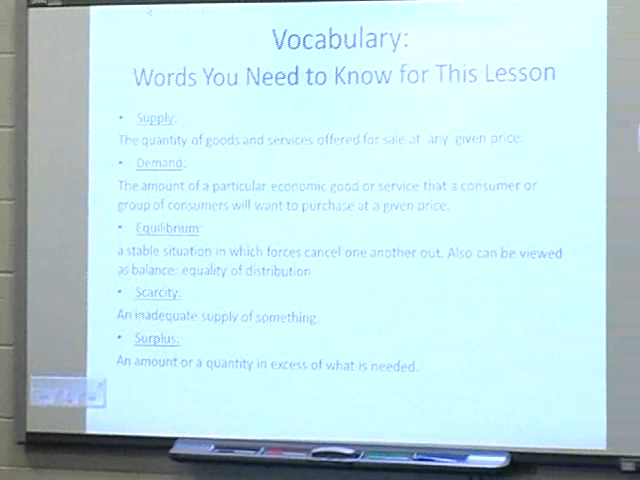 Vocabulary:
Words You Need to Know for This Lesson
• Supply:
The quantity of goods and services offered for sale at any given price.
• Demand:
The amount of a particular economic good or service that a consumer or
group of consumers will want to purchase at a given price.
• Equilibrium:
a stable situation in which forces cancel one another out. Also can be viewed
as balance: equality of distribution
• Scarcity:
An inadequate supply of something.
• Surplus:
An amount or a quantity in excess of what is needed.